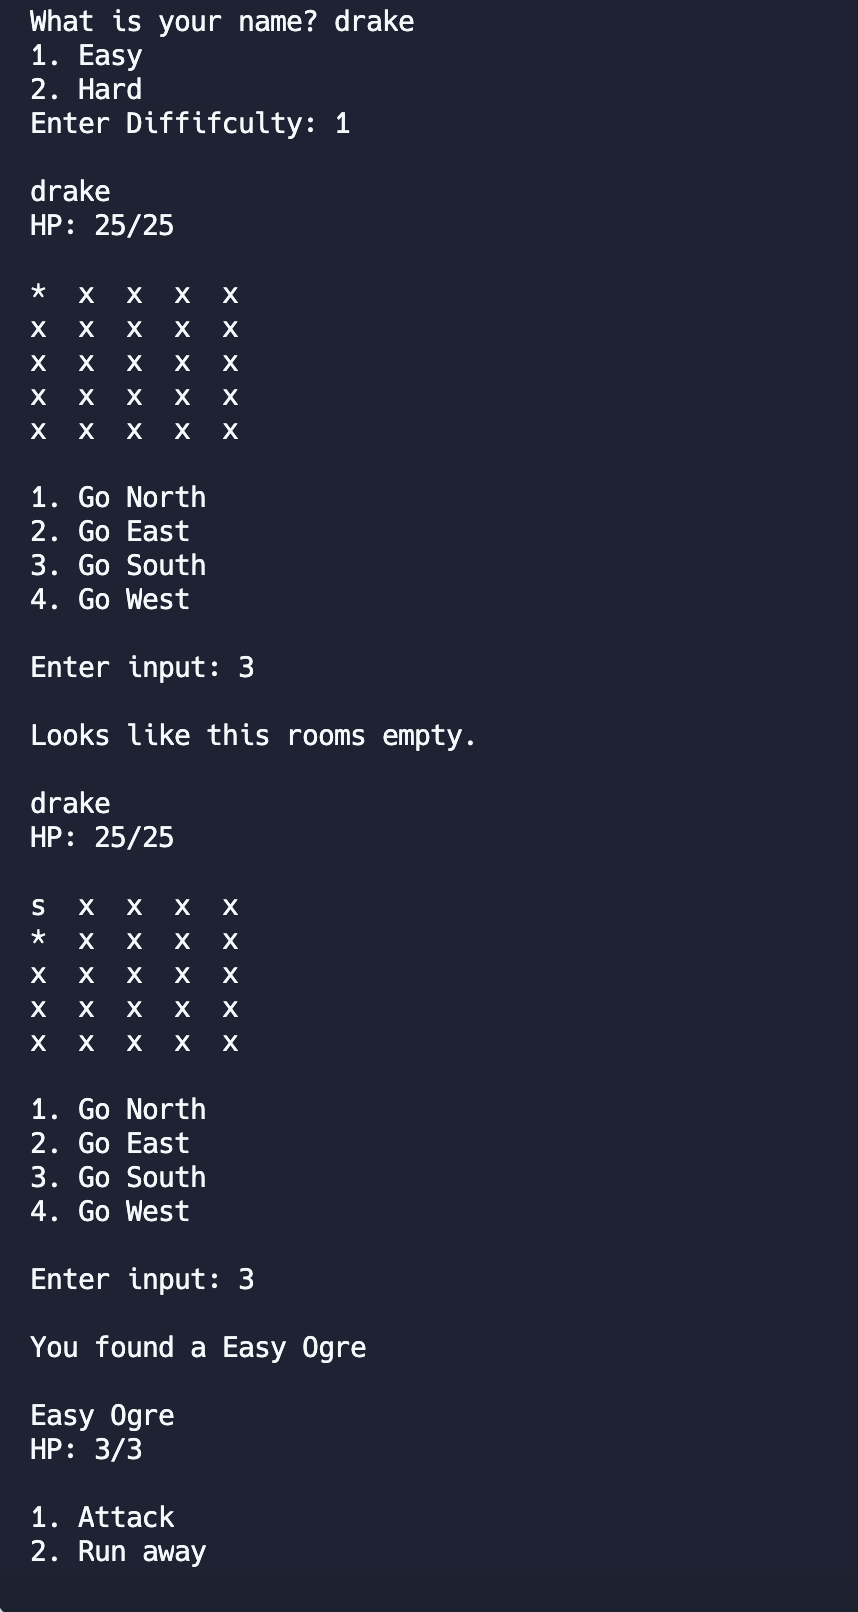 What is your name? drake
1. Easy
2. Hard
Enter Diffifculty: 1
drake
HP: 25/25
* x x x x
x x x x x
x x x x x
x x x x x
x x x x x
1. Go North
2. Go East
3. Go South
4. Go West
Enter input: 3
Looks like this rooms empty.
drake
HP: 25/25
s x x x x
* x x x x
x x x x x
x x x x x
x x x x x
1. Go North
2. Go East
3. Go South
4. Go West
Enter input: 3
You found a Easy Ogre
Easy Ogre
HP: 3/3
1. Attack
2. Run away